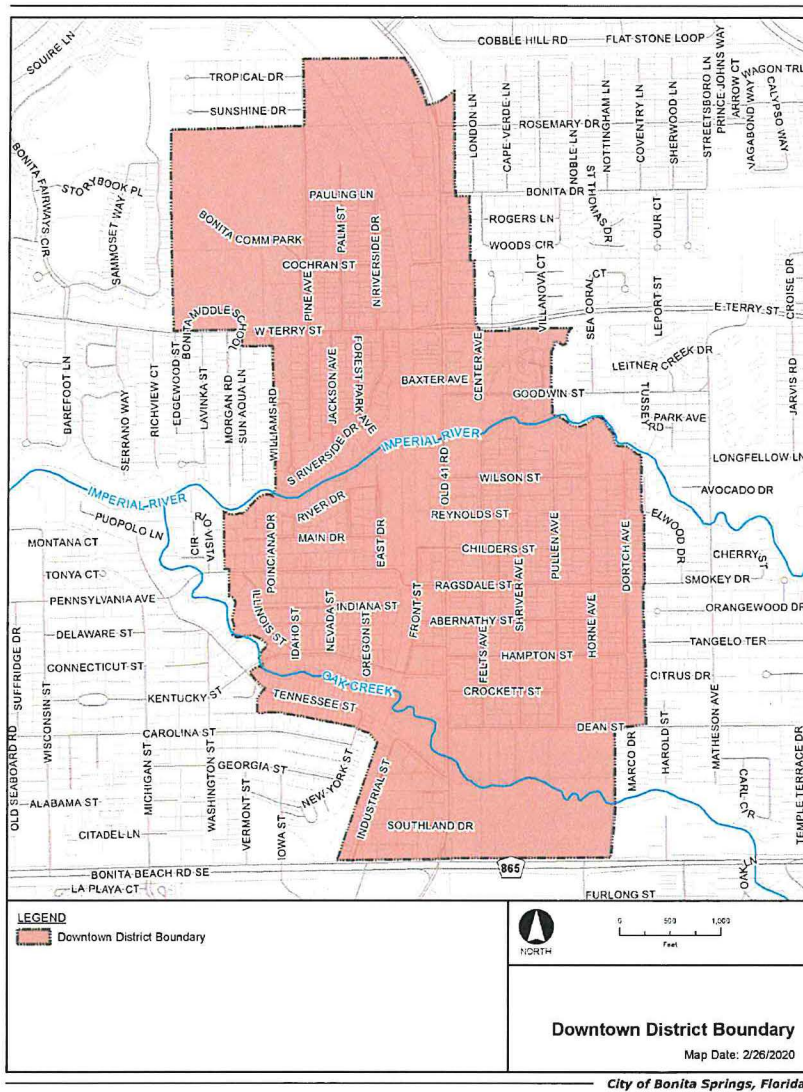 COBBLE HILL RD
FLAT STONE LOOP
SQUIRE LN
TROPICAL DR
SUNSHINE DR
LONDON LN
CAPE VERDE LN
ROSEMARY DR
NOBLE LN
NOTTINGHAM LN
COVENTRY LN
SHERWOOD LN
STREETSBORO LN
PRINCE JOHNS WAY
ARROW CT
VAGABOND WAY
WAGON TRL
CALYPSO WAY
BONITA FAIRWAYS CIR
STORYBOOK PL
SAMMOSET WAY
PAULING LN
BONITA DR
ST THOMAS DR
BONITA COMM PARK
PALM ST
N RIVERSIDE DR
ROGERS LN
WOODS CIR
OUR CT
COCHRAN ST
PINE AVE
VILLANOVA CT
SEA CORAL CT
LEPORT ST
CROISE DR
BONITA MIDDLE SCHOOL
W TERRY ST
E TERRY ST
BAREFOOT LN
SERRANO WAY
RICHVIEW CT
EDGEWOOD ST
LAVINKA ST
MORGAN RD
SUN AQUA LN
WILLIAMS RD
JACKSON AVE
FOREST PARK AVE
BAXTER AVE
CENTER AVE
GOODWIN ST
LEITNER CREEK DR
TUSSEY RD
PARK AVE
JARVIS RD
S RIVERSIDE DR
IMPERIAL RIVER
OLD 41 RD
LONGFELLOW LN
WILSON ST
AVOCADO DR
IMPERIAL RIVER
PUOPOLO LN
RIO VISTA CIR
RIVER DR
REYNOLDS ST
MONTANA CT
POINCIANA DR
MAIN DR
EAST DR
CHILDERS ST
PULLEN AVE
DORTCH AVE
ELWOOD DR
CHERRY ST
TONYA CT
RAGSDALE ST
SMOKEY DR
PENNSYLVANIA AVE
ILLINOIS ST
IDAHO ST
NEVADA ST
INDIANA ST
OREGON ST
FRONT ST
ABERNATHY ST
SHRIVER AVE
HORNE AVE
ORANGEWOOD DR
DELAWARE ST
TANGELO TER
CONNECTICUT ST
FELTS AVE
HAMPTON ST
CITRUS DR
SUFFRIDGE DR
WISCONSIN ST
KENTUCKY ST
TENNESSEE ST
OAK CREEK
CROCKETT ST
CAROLINA ST
DEAN ST
OLD SEABOARD RD
MICHIGAN ST
WASHINGTON ST
GEORGIA ST
VERMONT ST
NEW YORK ST
IOWA ST
INDUSTRIAL ST
MARCO DR
HAROLD ST
MATHESON AVE
CARL CIR
TEMPLE TERRACE DR
ALABAMA ST
CITADEL LN
SOUTHLAND DR
BONITA BEACH RD SE
865
LA PLAYA CT
FURLONG ST
LEGEND
Downtown District Boundary
NORTH
0 500 1,000
Feet
Downtown District Boundary
Map Date: 2/26/2020
City of Bonita Springs, Florida